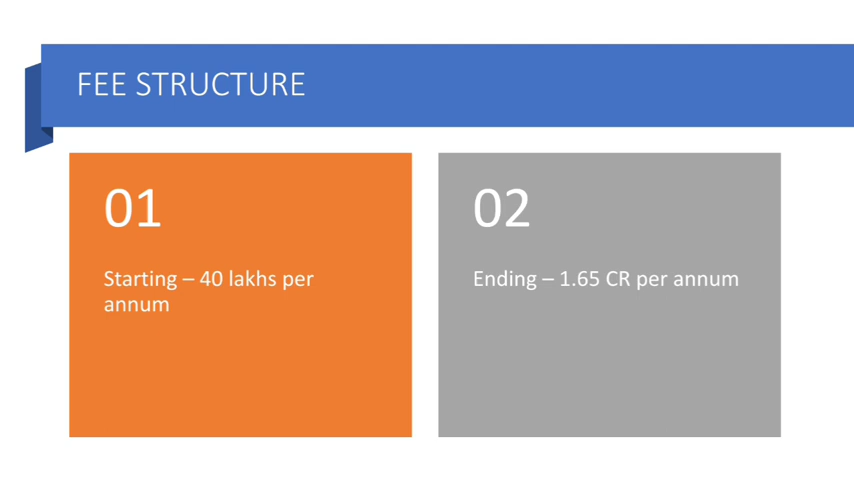 FEE STRUCTURE
01
Starting – 40 lakhs per
annum
02
Ending – 1.65 CR per annum